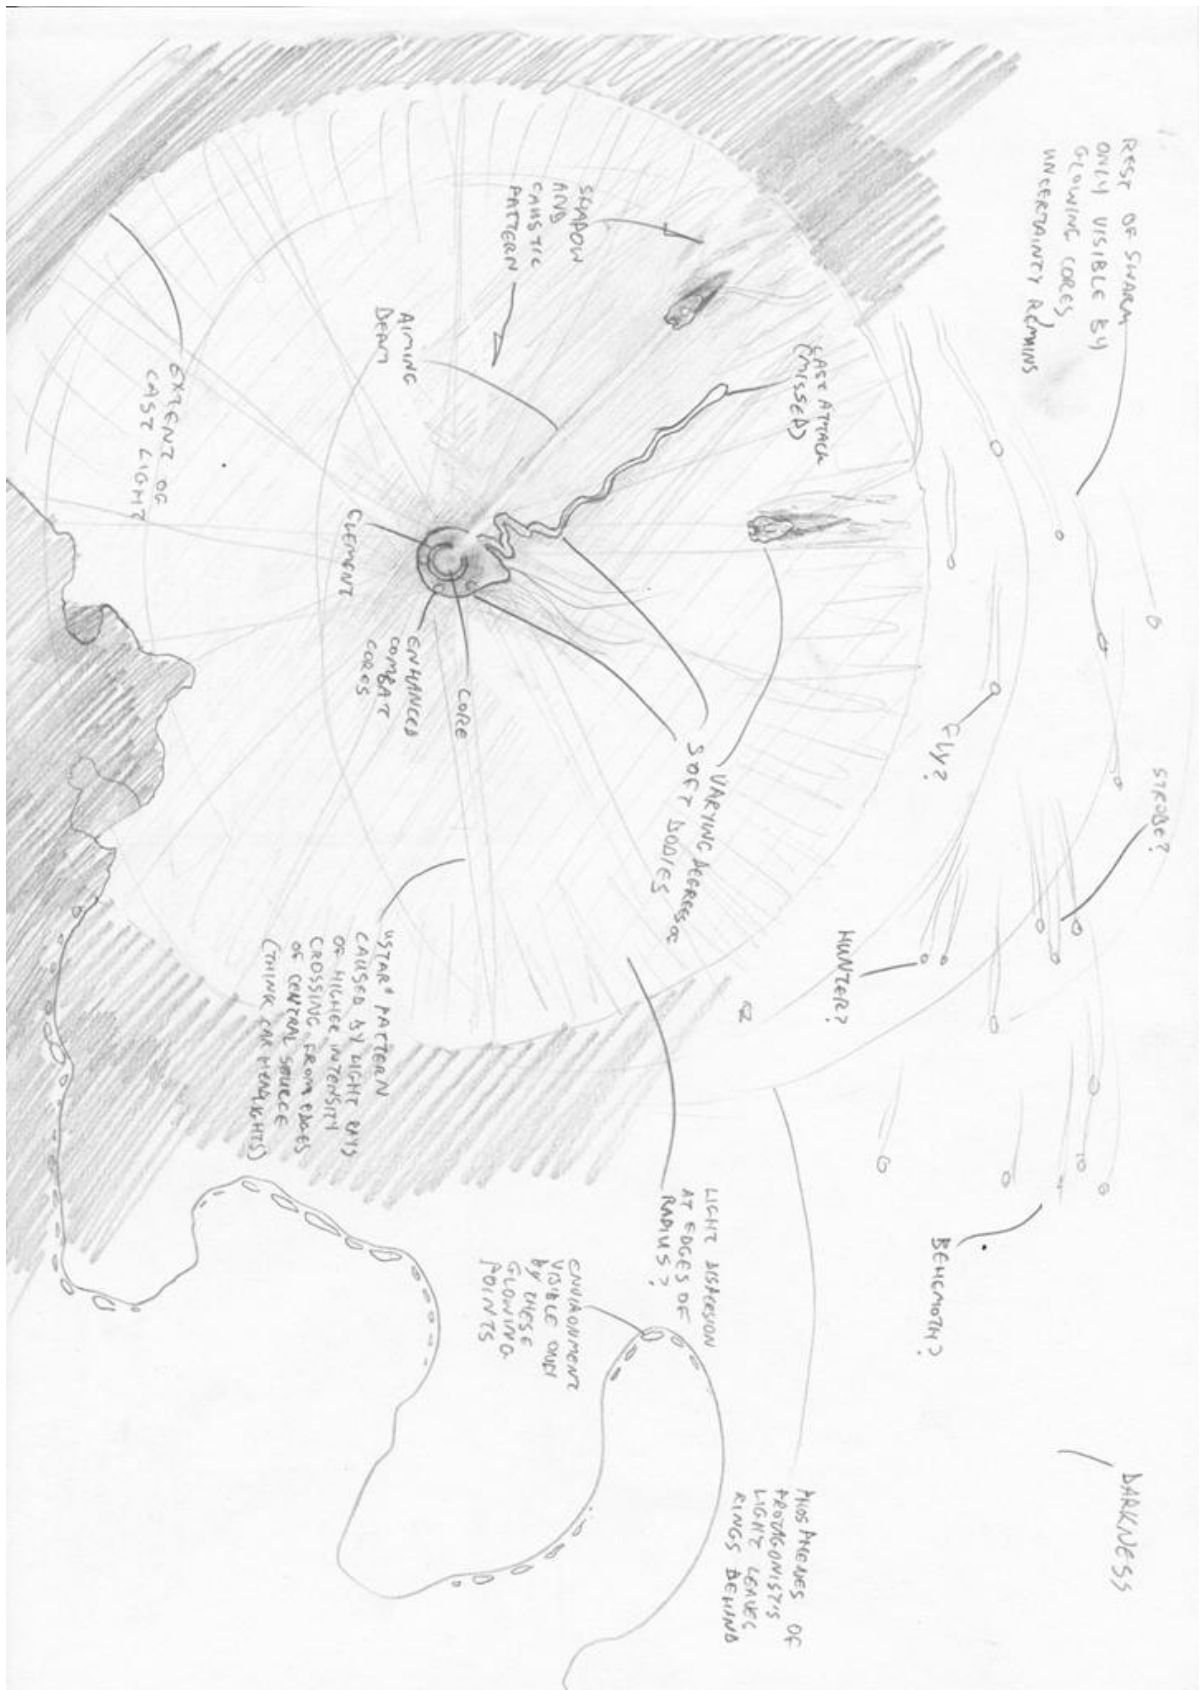 REST OF SWARM
ONLY VISIBLE BY
GLOWING CORES,
UNCERTAINTY REMAINS
SHADOW
AND
CAUSTIC
PATTERN
AIMING
BEAM
EXTENT OF
CAST LIGHT
LAST ATTACK
(MISSED)
CLEMENT
ENHANCED
COMBAT
CORES
CORE
VARYING DEGREES OF
SOFT BODIES
FLY?
STROBE?
HUNTER?
BEHEMOTH?
DARKNESS
"STAR" PATTERN
CAUSED BY LIGHT RAYS
OF HIGHER INTENSITY
CROSSING FROM EDGES
OF CENTRAL SOURCE
(THINK CAR HEADLIGHTS)
LIGHT DISPERSION
AT EDGES OF
RADIUS?
ENVIRONMENT
VISIBLE ONLY
BY THESE
GLOWING
POINTS
OF
PROTAGONIST'S
LIGHT LEAVES
RINGS BEHIND